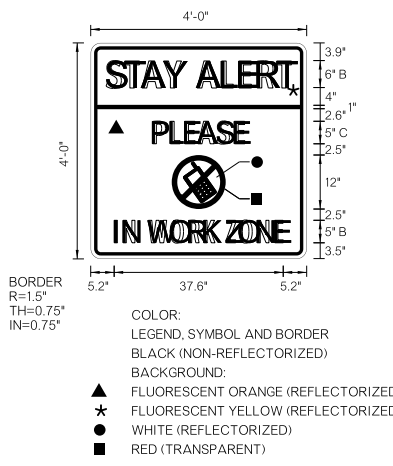 4'-0"
STAY ALERT
PLEASE
IN WORK ZONE
4'-0"
3.9"
6" B
4"
1"
2.6"
5" C
2.5"
12"
2.5"
5" B
3.5"
5.2" 37.6" 5.2"
BORDER
R=1.5"
TH=0.75"
IN=0.75"
COLOR:
LEGEND, SYMBOL AND BORDER
BLACK (NON-REFLECTORIZED)
BACKGROUND:
FLUORESCENT ORANGE (REFLECTORIZED
FLUORESCENT YELLOW (REFLECTORIZED
WHITE (REFLECTORIZED)
RED (TRANSPARENT)